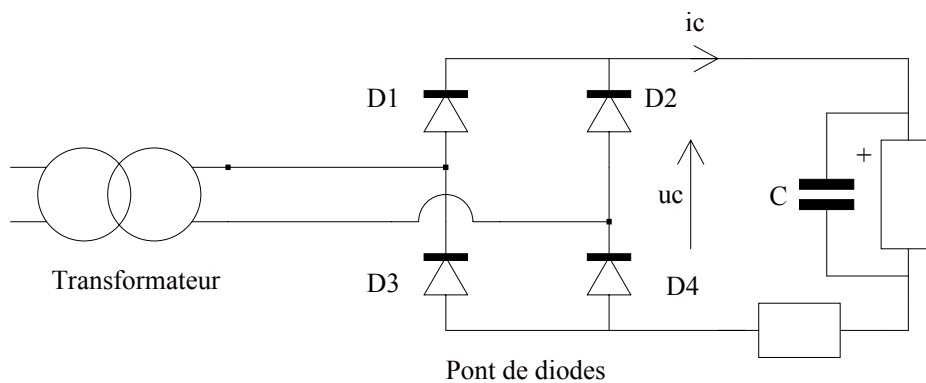 ic
D1
D2
+
uc
C
Transformateur
D3
D4
Pont de diodes